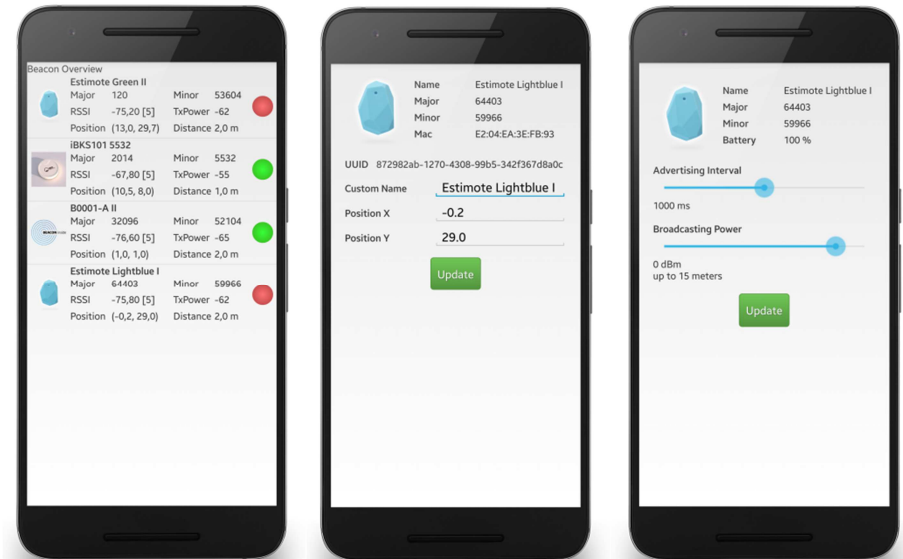 Beacon Overview
Estimote Green II
Major 120 Minor 53604
RSSI -75,20 [5] TxPower -62
Position (13,0, 29,7) Distance 2,0 m
iBKS101 5532
Major 2014 Minor 5532
RSSI -67,80 [5] TxPower -55
Position (10,5, 8,0) Distance 1,0 m
B0001-A II
Major 32096 Minor 52104
RSSI -76,60 [5] TxPower -65
Position (1,0, 1,0) Distance 2,0 m
Estimote Lightblue I
Major 64403 Minor 59966
RSSI -75,80 [5] TxPower -62
Position (-0,2, 29,0) Distance 2,0 m
Name Estimote Lightblue I
Major 64403
Minor 59966
Mac E2:04:EA:3E:FB:93
UUID 872982ab-1270-4308-99b5-342f367d8a0c
Custom Name Estimote Lightblue I
Position X -0.2
Position Y 29.0
Update
Name Estimote Lightblue I
Major 64403
Minor 59966
Battery 100 %
Advertising Interval
1000 ms
Broadcasting Power
0 dBm
up to 15 meters
Update